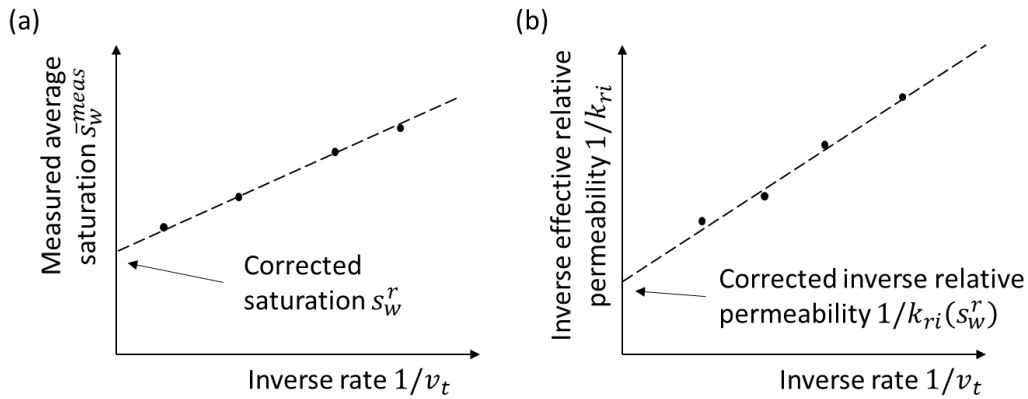 (a)
Measured average
saturation s̄_w^meas
Corrected
saturation s_w^r
Inverse rate 1/v_t
(b)
Inverse effective relative
permeability 1/k_ri
Corrected inverse relative
permeability 1/k_ri(s_w^r)
Inverse rate 1/v_t